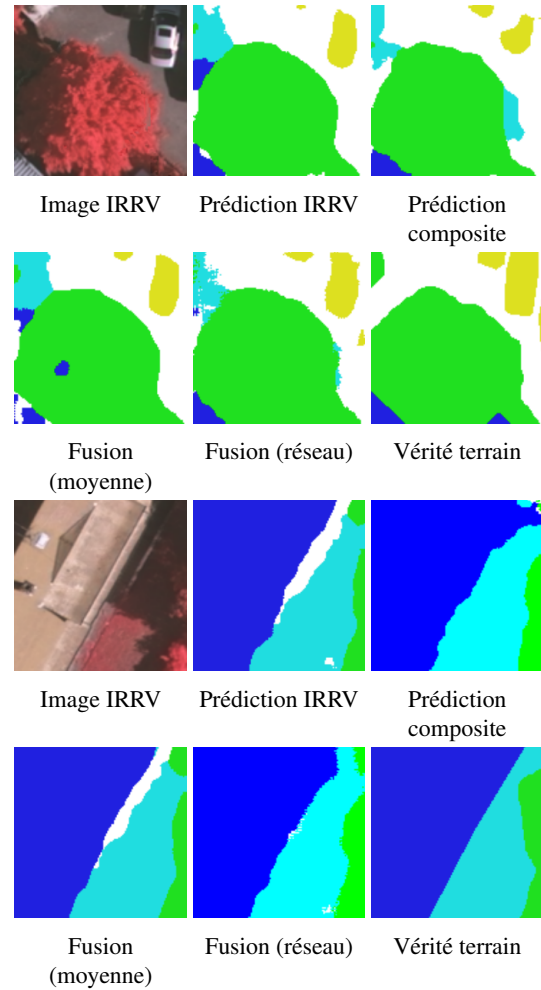 Image IRRV
Prédiction IRRV
Prédiction
composite
Fusion
(moyenne)
Fusion (réseau)
Vérité terrain
Image IRRV
Prédiction IRRV
Prédiction
composite
Fusion
(moyenne)
Fusion (réseau)
Vérité terrain